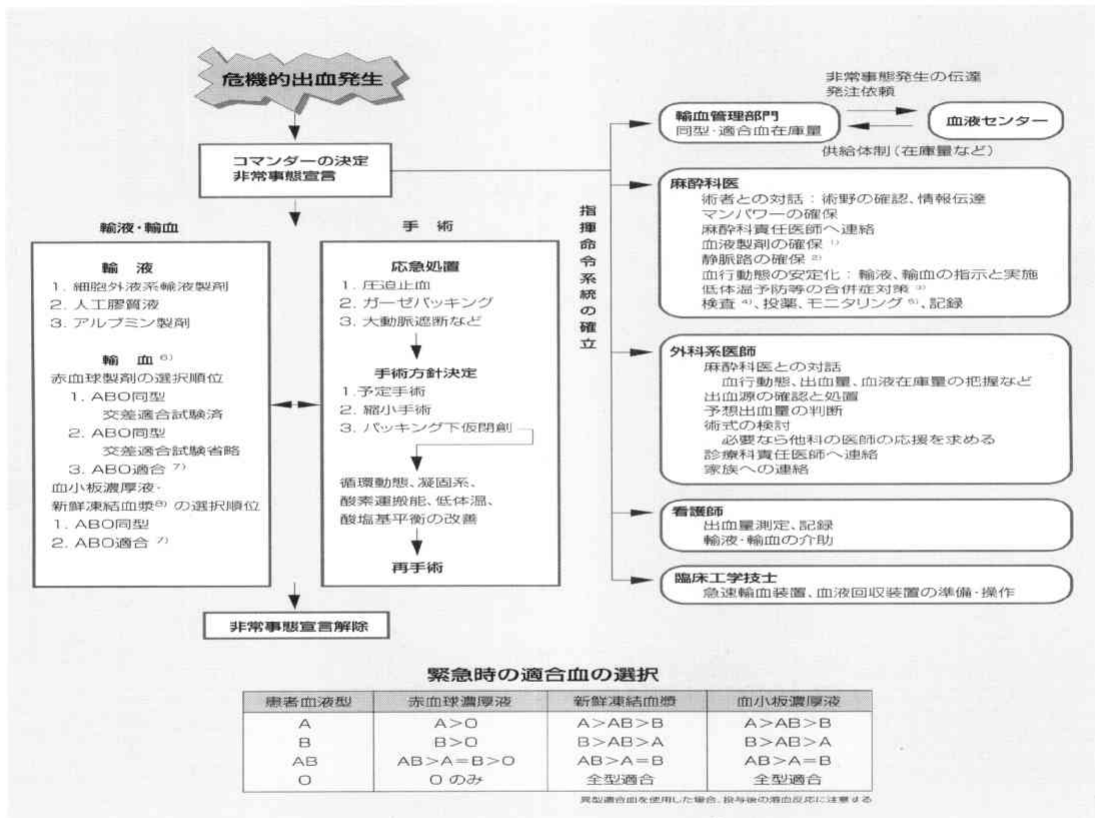 危機的出血発生
コマンダーの決定
非常事態宣言
輸液・輸血
輸 液
1. 細胞外液系輸液製剤
2. 人工膠質液
3. アルブミン製剤
輸 血 6)
赤血球製剤の選択順位
1. ABO同型
交差適合試験済
2. ABO同型
交差適合試験省略
3. ABO適合 7)
血小板濃厚液・
新鮮凍結血漿8) の選択順位
1. ABO同型
2. ABO適合 7)
手 術
応急処置
1. 圧迫止血
2. ガーゼパッキング
3. 大動脈遮断など
手術方針決定
1.予定手術
2. 縮小手術
3. パッキング下仮閉創
循環動態、凝固系、
酸素運搬能、低体温、
酸塩基平衡の改善
再手術
非常事態宣言解除
指揮命令系統の確立
非常事態発生の伝達
発注依頼
輸血管理部門
同型・適合血在庫量
血液センター
供給体制(在庫量など)
麻酔科医
術者との対話：術野の確認、情報伝達
マンパワーの確保
麻酔科責任医師へ連絡
血液製剤の確保 1)
静脈路の確保 2)
血行動態の安定化：輸液、輸血の指示と実施
低体温予防等の合併症対策 3)
検査 4)、投薬、モニタリング 5)、記録
外科系医師
麻酔科医との対話
血行動態、出血量、血液在庫量の把握など
出血源の確認と処置
予想出血量の判断
術式の検討
必要なら他科の医師の応援を求める
診療科責任医師へ連絡
家族への連絡
看護師
出血量測定、記録
輸液・輸血の介助
臨床工学技士
急速輸血装置、血液回収装置の準備・操作
緊急時の適合血の選択
患者血液型 赤血球濃厚液 新鮮凍結血漿 血小板濃厚液
A A>O A>AB>B A>AB>B
B B>O B>AB>A B>AB>A
AB AB>A=B>O AB>A=B AB>A=B
O Oのみ 全型適合 全型適合
異型適合血を使用した場合、投与後の溶血反応に注意する